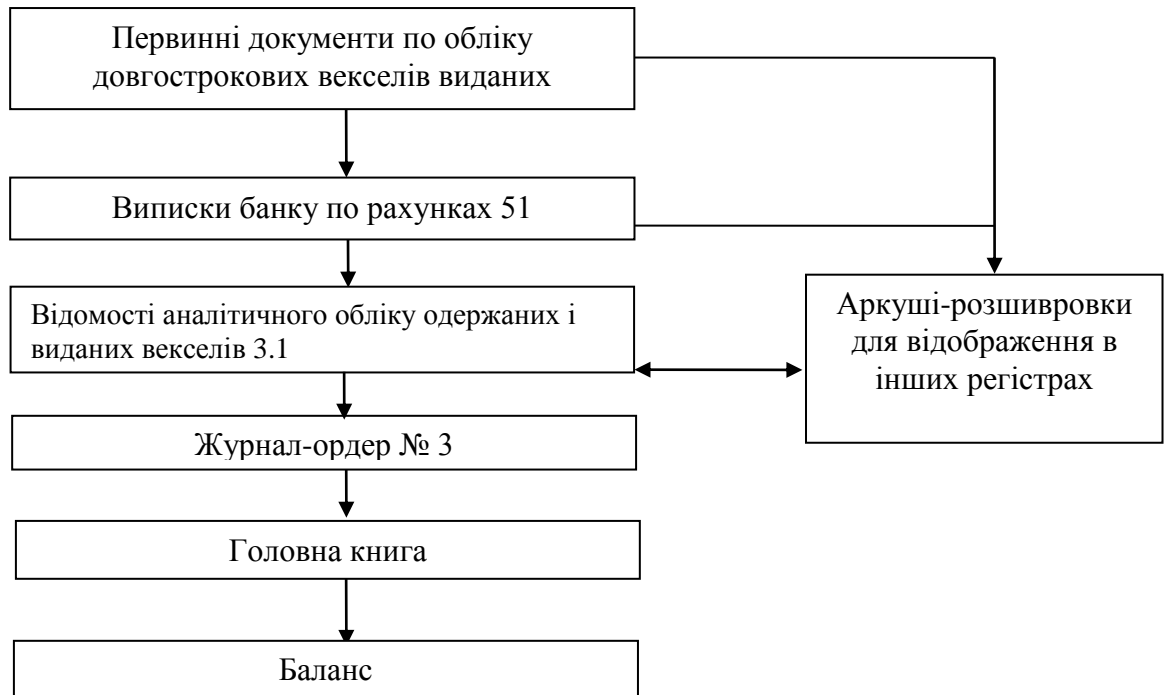 Первинні документи по обліку
довгострокових векселів виданих
Виписки банку по рахунках 51
Відомості аналітичного обліку одержаних і
виданих векселів 3.1
Аркуші-розшивровки
для відображення в
інших регістрах
Журнал-ордер № 3
Головна книга
Баланс